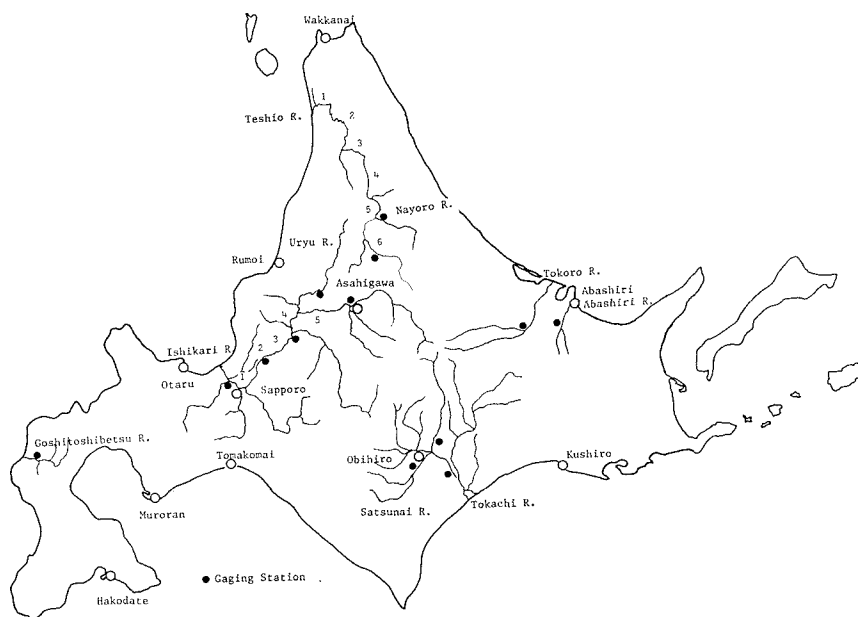 Wakkanai
1
Teshio R.
2
3
4
5
Nayoro R.
Uryu R.
6
Rumoi
Tokoro R.
Asahigawa
Abashiri
Abashiri R.
4
5
Ishikari R
2
3
Otaru
1
Sapporo
Goshitoshibetsu R.
Tomakomai
Obihiro
Kushiro
Muroran
Satsunai R.
Tokachi R.
Gaging Station
Hakodate